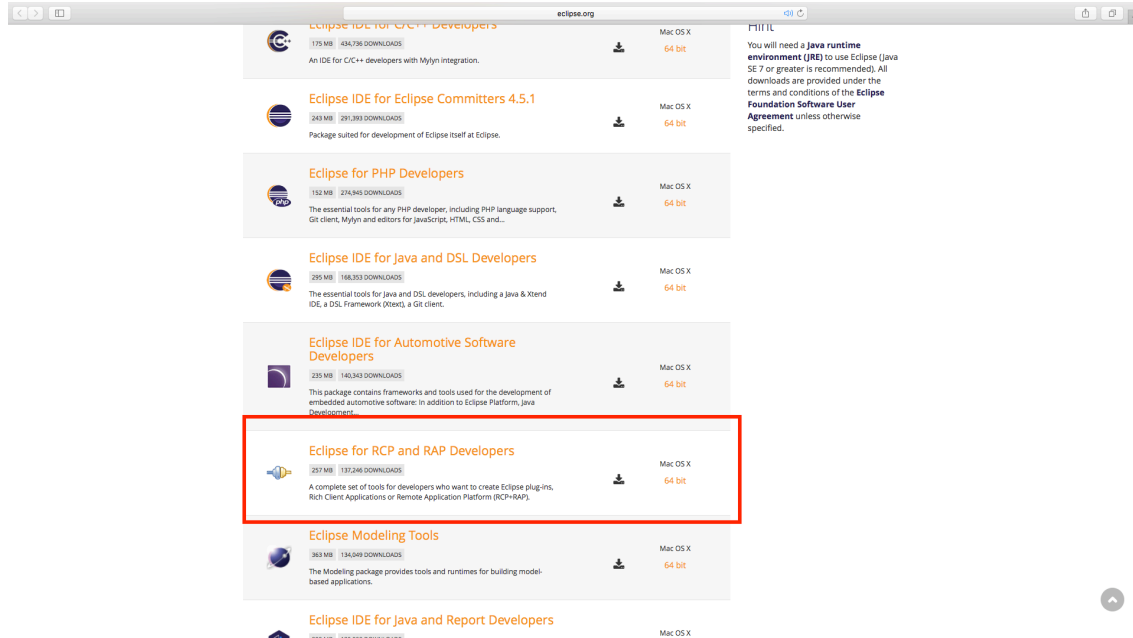 eclipse.org
Eclipse IDE for C/C++ Developers
175 MB 434,736 DOWNLOADS
An IDE for C/C++ developers with Mylyn integration.
Mac OS X
64 bit
Eclipse IDE for Eclipse Committers 4.5.1
243 MB 291,393 DOWNLOADS
Package suited for development of Eclipse itself at Eclipse.
Mac OS X
64 bit
php
Eclipse for PHP Developers
152 MB 274,945 DOWNLOADS
The essential tools for any PHP developer, including PHP language support,
Git client, Mylyn and editors for JavaScript, HTML, CSS and...
Mac OS X
64 bit
Eclipse IDE for Java and DSL Developers
295 MB 168,353 DOWNLOADS
The essential tools for Java and DSL developers, including a Java & Xtend
IDE, a DSL Framework (Xtext), a Git client.
Mac OS X
64 bit
Eclipse IDE for Automotive Software
Developers
235 MB 140,343 DOWNLOADS
This package contains frameworks and tools used for the development of
embedded automotive software: In addition to Eclipse Platform, Java
Development...
Mac OS X
64 bit
Eclipse for RCP and RAP Developers
257 MB 137,246 DOWNLOADS
A complete set of tools for developers who want to create Eclipse plug-ins,
Rich Client Applications or Remote Application Platform (RCP+RAP).
Mac OS X
64 bit
Eclipse Modeling Tools
363 MB 134,049 DOWNLOADS
The Modeling package provides tools and runtimes for building model-
based applications.
Mac OS X
64 bit
Eclipse IDE for Java and Report Developers
Mac OS X
Hint
You will need a Java runtime
environment (JRE) to use Eclipse (Java
SE 7 or greater is recommended). All
downloads are provided under the
terms and conditions of the Eclipse
Foundation Software User
Agreement unless otherwise
specified.